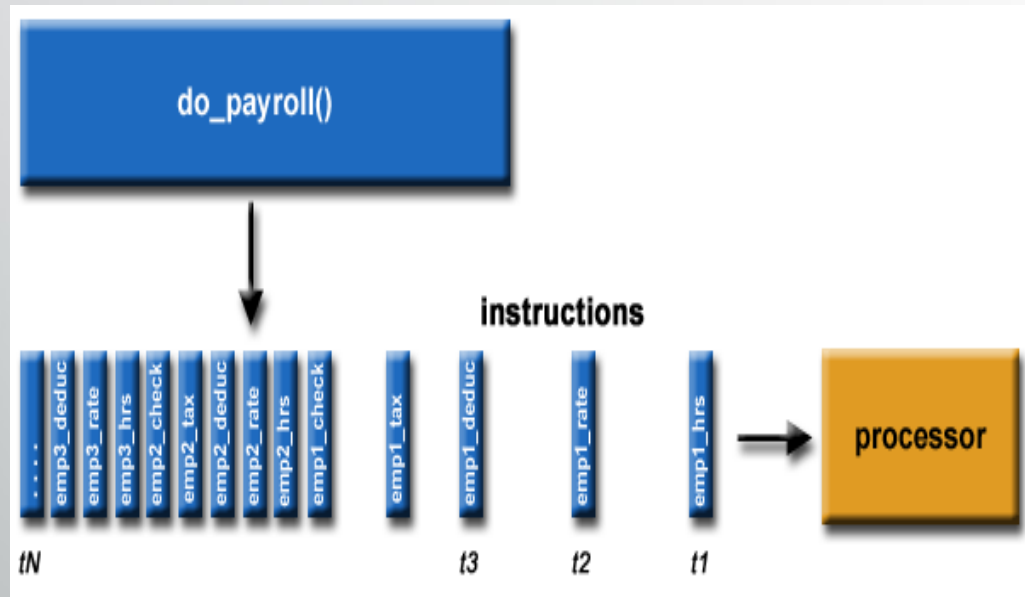 do_payroll()
instructions
....
emp3_deduc
emp3_rate
emp3_hrs
emp2_check
emp2_tax
emp2_deduc
emp2_rate
emp2_hrs
emp1_check
emp1_tax
emp1_deduc
emp1_rate
emp1_hrs
processor
tN
t3
t2
t1